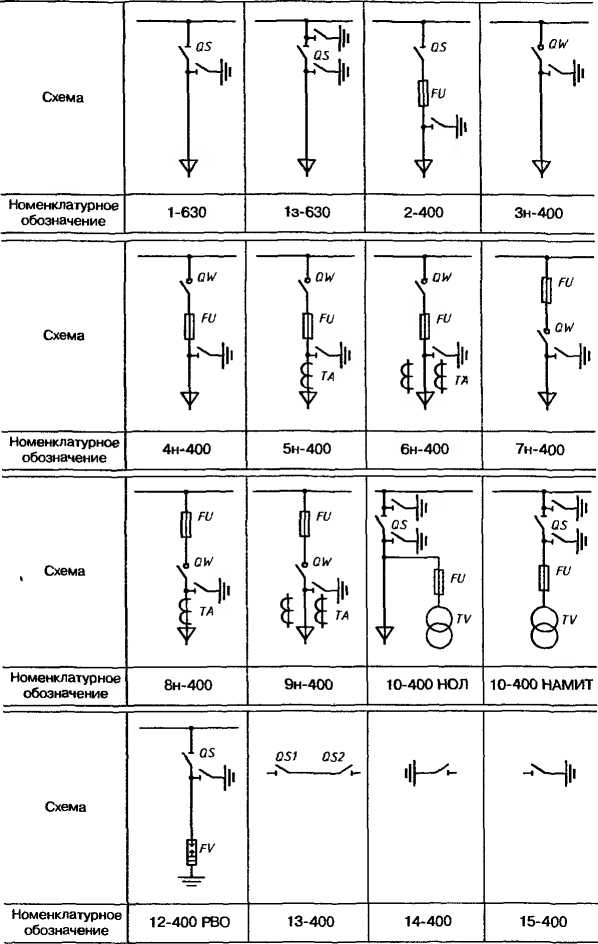 Схема
QS
QS
QS
FU
QW
Номенклатурное
обозначение
1-630
1з-630
2-400
3н-400
Схема
QW
FU
QW
FU
TA
QW
FU
TA
FU
QW
Номенклатурное
обозначение
4н-400
5н-400
6н-400
7н-400
Схема
FU
QW
TA
FU
QW
TA
QS
FU
TV
QS
FU
TV
Номенклатурное
обозначение
8н-400
9н-400
10-400 НОЛ
10-400 НАМИТ
Схема
QS
FV
QS1
QS2
Номенклатурное
обозначение
12-400 РВО
13-400
14-400
15-400